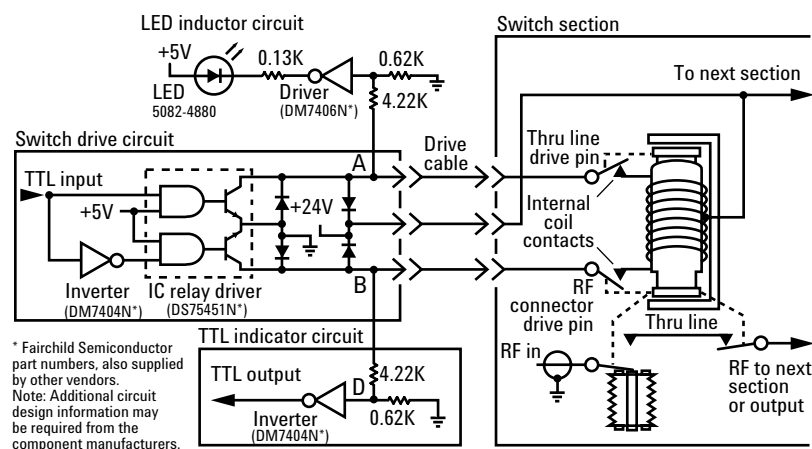 LED inductor circuit
+5V
0.13K
0.62K
LED
5082-4880
Driver
(DM7406N*)
4.22K
Switch section
To next section
Switch drive circuit
A
Drive
cable
Thru line
drive pin
TTL input
+5V
+24V
Internal
coil
contacts
Inverter
(DM7404N*)
IC relay driver
(DS75451N*)
B
RF
connector
drive pin
Thru line
RF in
RF to next
section
or output
* Fairchild Semiconductor
part numbers, also supplied
by other vendors.
Note: Additional circuit
design information may
be required from the
component manufacturers.
TTL indicator circuit
TTL output
D
4.22K
0.62K
Inverter
(DM7404N*)